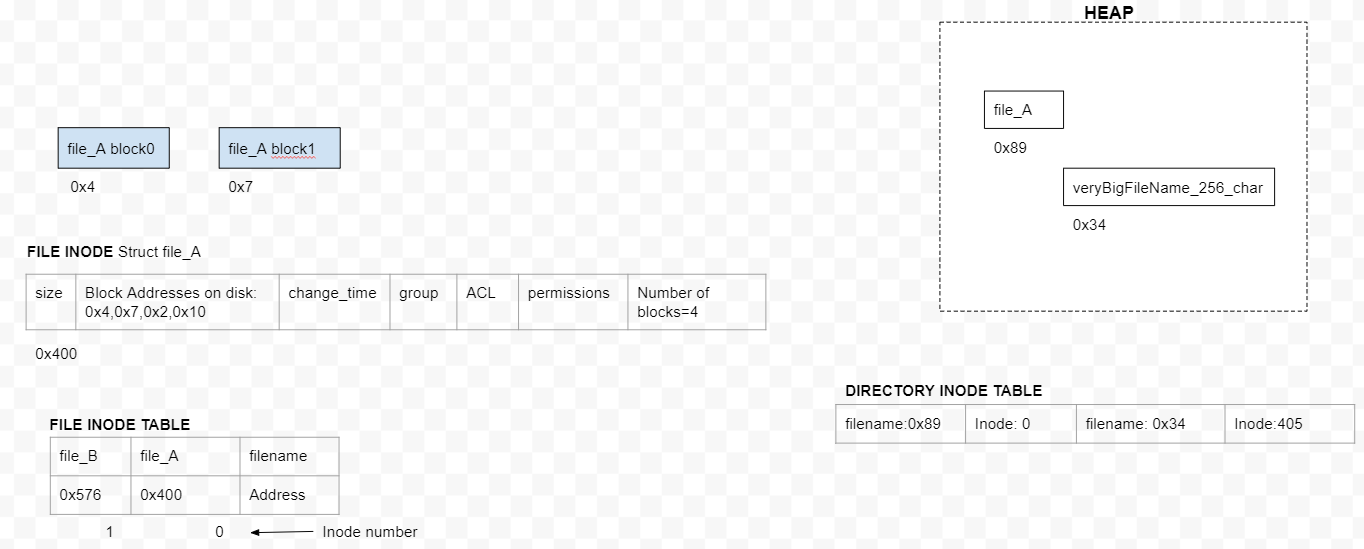 HEAP
file_A
0x89
veryBigFileName_256_char
0x34
file_A block0
file_A block1
0x4
0x7
FILE INODE Struct file_A
size
Block Addresses on disk:
0x4,0x7,0x2,0x10
change_time
group
ACL
permissions
Number of
blocks=4
0x400
DIRECTORY INODE TABLE
filename:0x89
Inode: 0
filename: 0x34
Inode:405
FILE INODE TABLE
file_B
file_A
filename
0x576
0x400
Address
1
0
Inode number